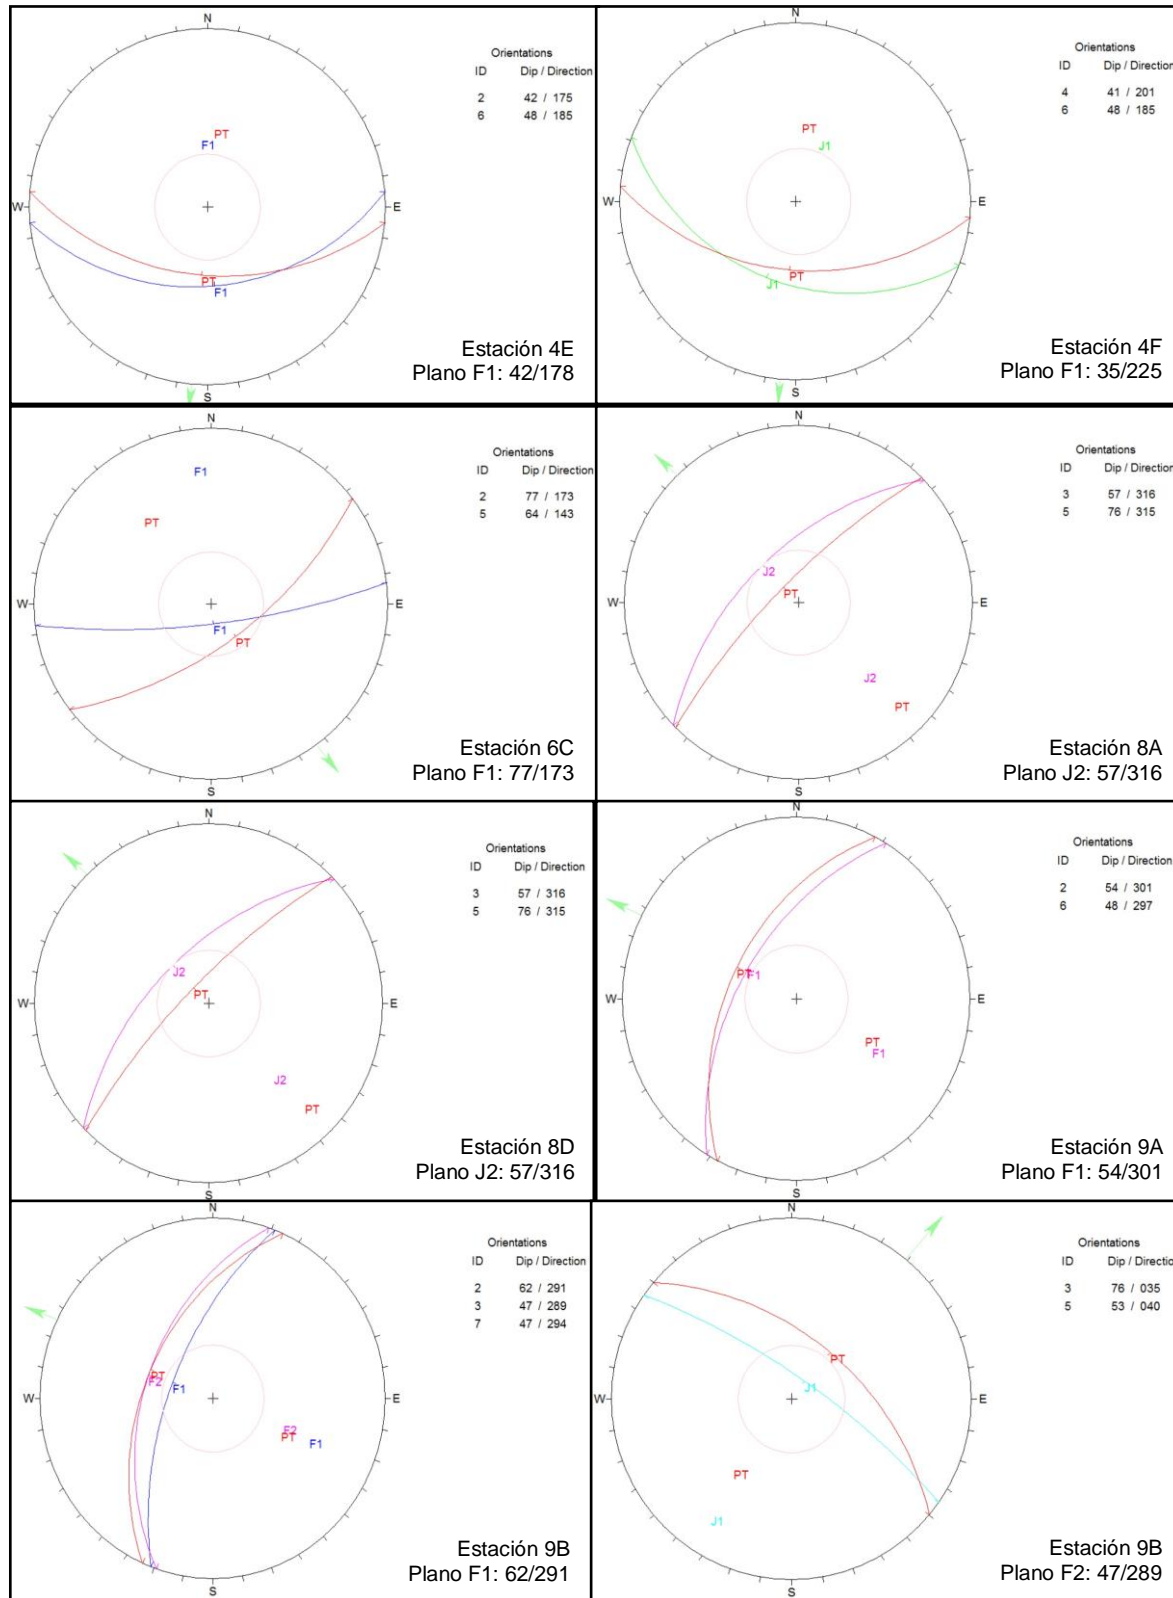 N
Orientations
ID Dip / Direction
2 42 / 175
6 48 / 185
PT
F1
W
E
PT
F1
S
Estación 4E
Plano F1: 42/178
N
Orientations
ID Dip / Direction
4 41 / 201
6 48 / 185
PT
J1
W
E
PT
J1
S
Estación 4F
Plano F1: 35/225
N
Orientations
ID Dip / Direction
2 77 / 173
5 64 / 143
F1
PT
W
E
F1
PT
S
Estación 6C
Plano F1: 77/173
N
Orientations
ID Dip / Direction
3 57 / 316
5 76 / 315
J2
PT
W
E
J2
PT
S
Estación 8A
Plano J2: 57/316
N
Orientations
ID Dip / Direction
3 57 / 316
5 76 / 315
J2
PT
W
E
J2
PT
S
Estación 8D
Plano J2: 57/316
N
Orientations
ID Dip / Direction
2 54 / 301
6 48 / 297
PT
F1
W
E
PT
F1
S
Estación 9A
Plano F1: 54/301
N
Orientations
ID Dip / Direction
2 62 / 291
3 47 / 289
7 47 / 294
PT
F2
F1
W
E
F2
PT
F1
S
Estación 9B
Plano F1: 62/291
N
Orientations
ID Dip / Directio
3 76 / 035
5 53 / 040
PT
J1
W
E
PT
J1
S
Estación 9B
Plano F2: 47/289